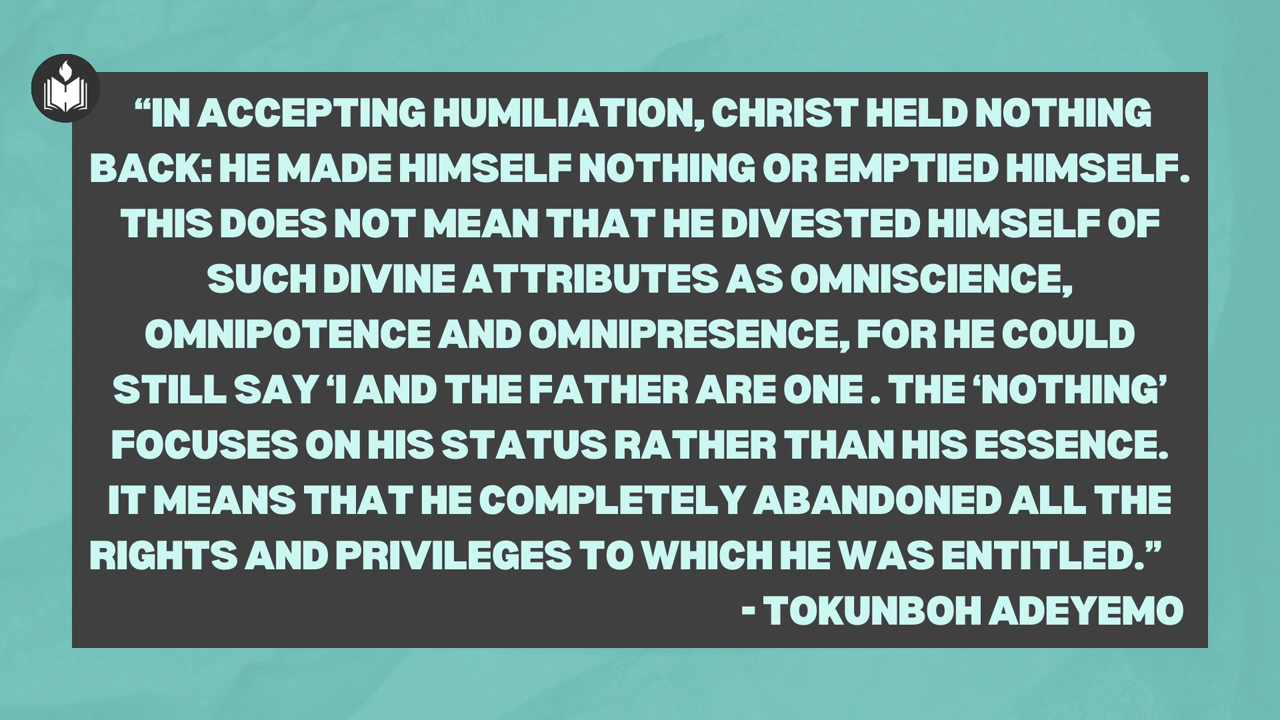 “IN ACCEPTING HUMILIATION, CHRIST HELD NOTHING
BACK: HE MADE HIMSELF NOTHING OR EMPTIED HIMSELF.
THIS DOES NOT MEAN THAT HE DIVESTED HIMSELF OF
SUCH DIVINE ATTRIBUTES AS OMNISCIENCE,
OMNIPOTENCE AND OMNIPRESENCE, FOR HE COULD
STILL SAY ‘I AND THE FATHER ARE ONE . THE ‘NOTHING’
FOCUSES ON HIS STATUS RATHER THAN HIS ESSENCE.
IT MEANS THAT HE COMPLETELY ABANDONED ALL THE
RIGHTS AND PRIVILEGES TO WHICH HE WAS ENTITLED.”
- TOKUNBOH ADEYEMO